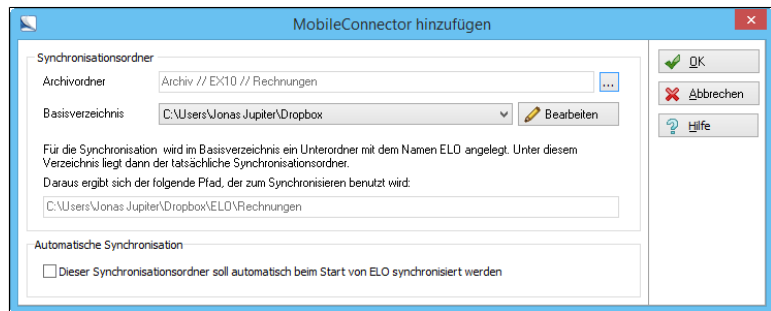 MobileConnector hinzufügen
Synchronisationsordner
Archivordner Archiv // EX10 // Rechnungen ...
Basisverzeichnis C:\Users\Jonas Jupiter\Dropbox Bearbeiten
Für die Synchronisation wird im Basisverzeichnis ein Unterordner mit dem Namen ELO angelegt. Unter diesem
Verzeichnis liegt dann der tatsächliche Synchronisationsordner.
Daraus ergibt sich der folgende Pfad, der zum Synchronisieren benutzt wird:
C:\Users\Jonas Jupiter\Dropbox\ELO\Rechnungen
Automatische Synchronisation
Dieser Synchronisationsordner soll automatisch beim Start von ELO synchronisiert werden
OK
Abbrechen
Hilfe